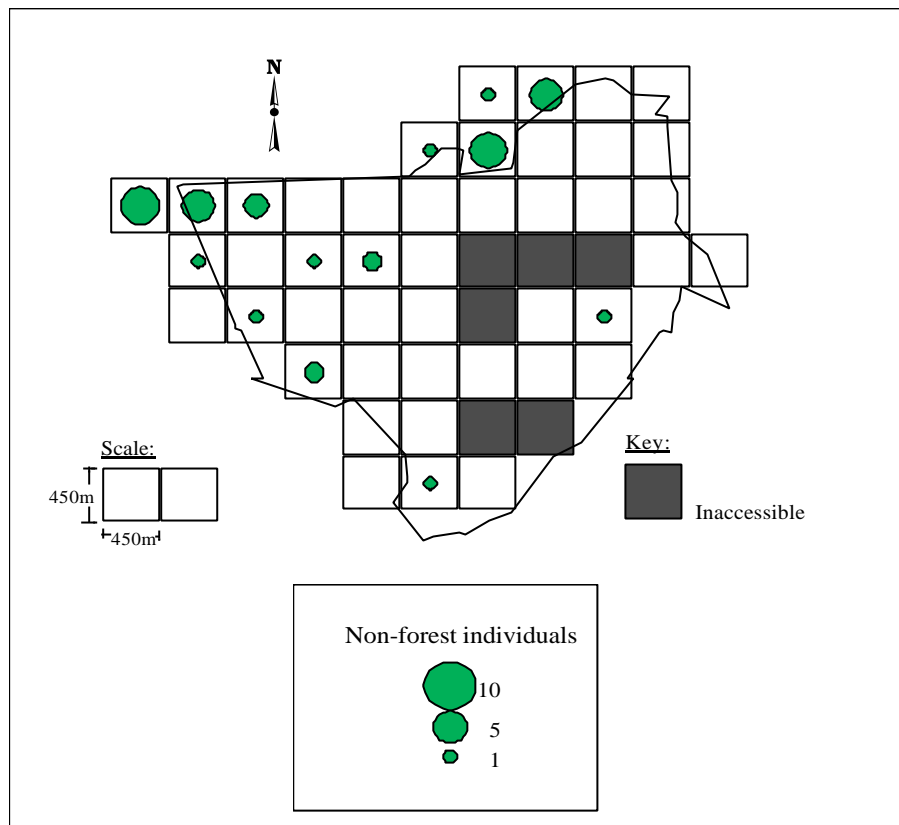 N
Scale:
450m
450m
Key:
Inaccessible
Non-forest individuals
10
5
1